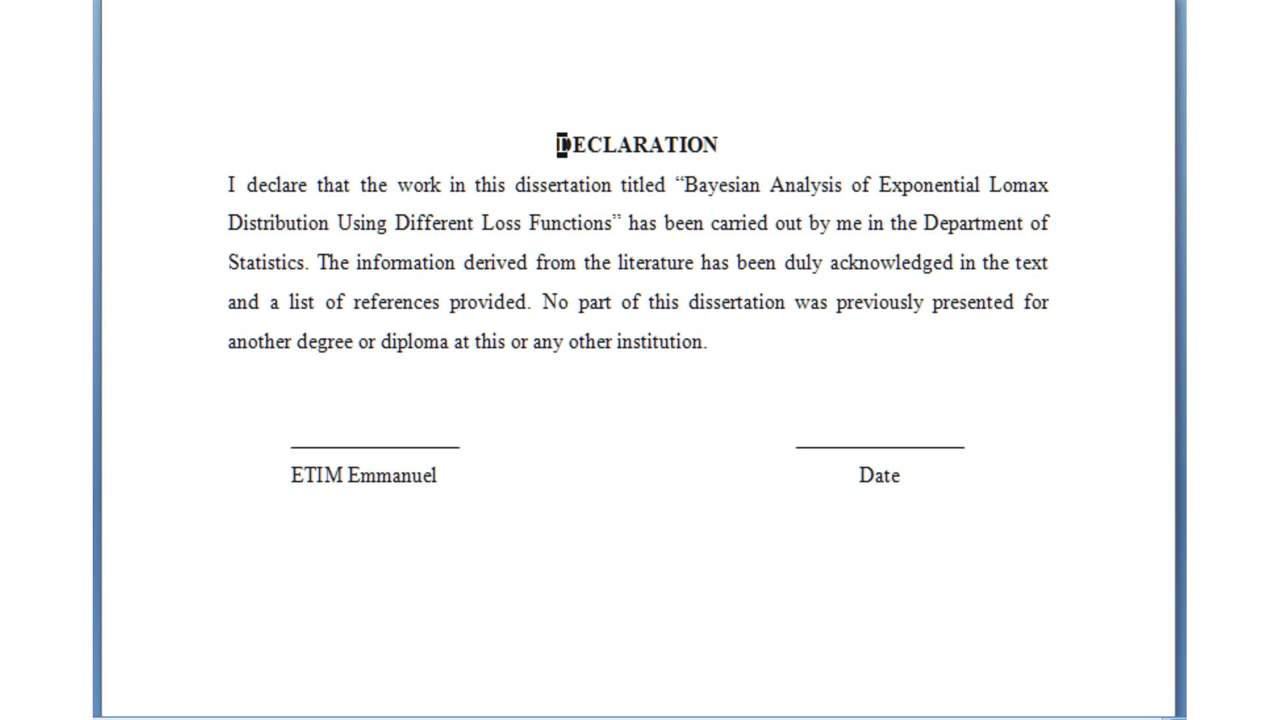 DECLARATION
I declare that the work in this dissertation titled “Bayesian Analysis of Exponential Lomax
Distribution Using Different Loss Functions” has been carried out by me in the Department of
Statistics. The information derived from the literature has been duly acknowledged in the text
and a list of references provided. No part of this dissertation was previously presented for
another degree or diploma at this or any other institution.
ETIM Emmanuel
Date